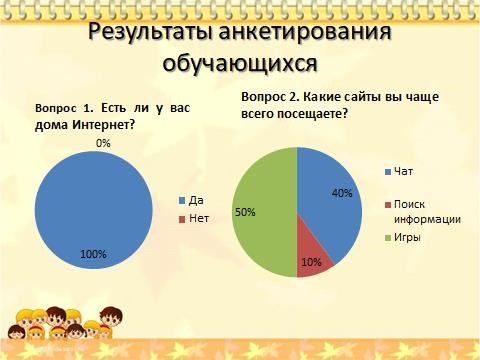 Результаты анкетирования
обучающихся
Вопрос 1. Есть ли у вас
дома Интернет?
0%
100%
Да
Нет
Вопрос 2. Какие сайты вы чаще
всего посещаете?
40%
50%
10%
Чат
Поиск
информации
Игры